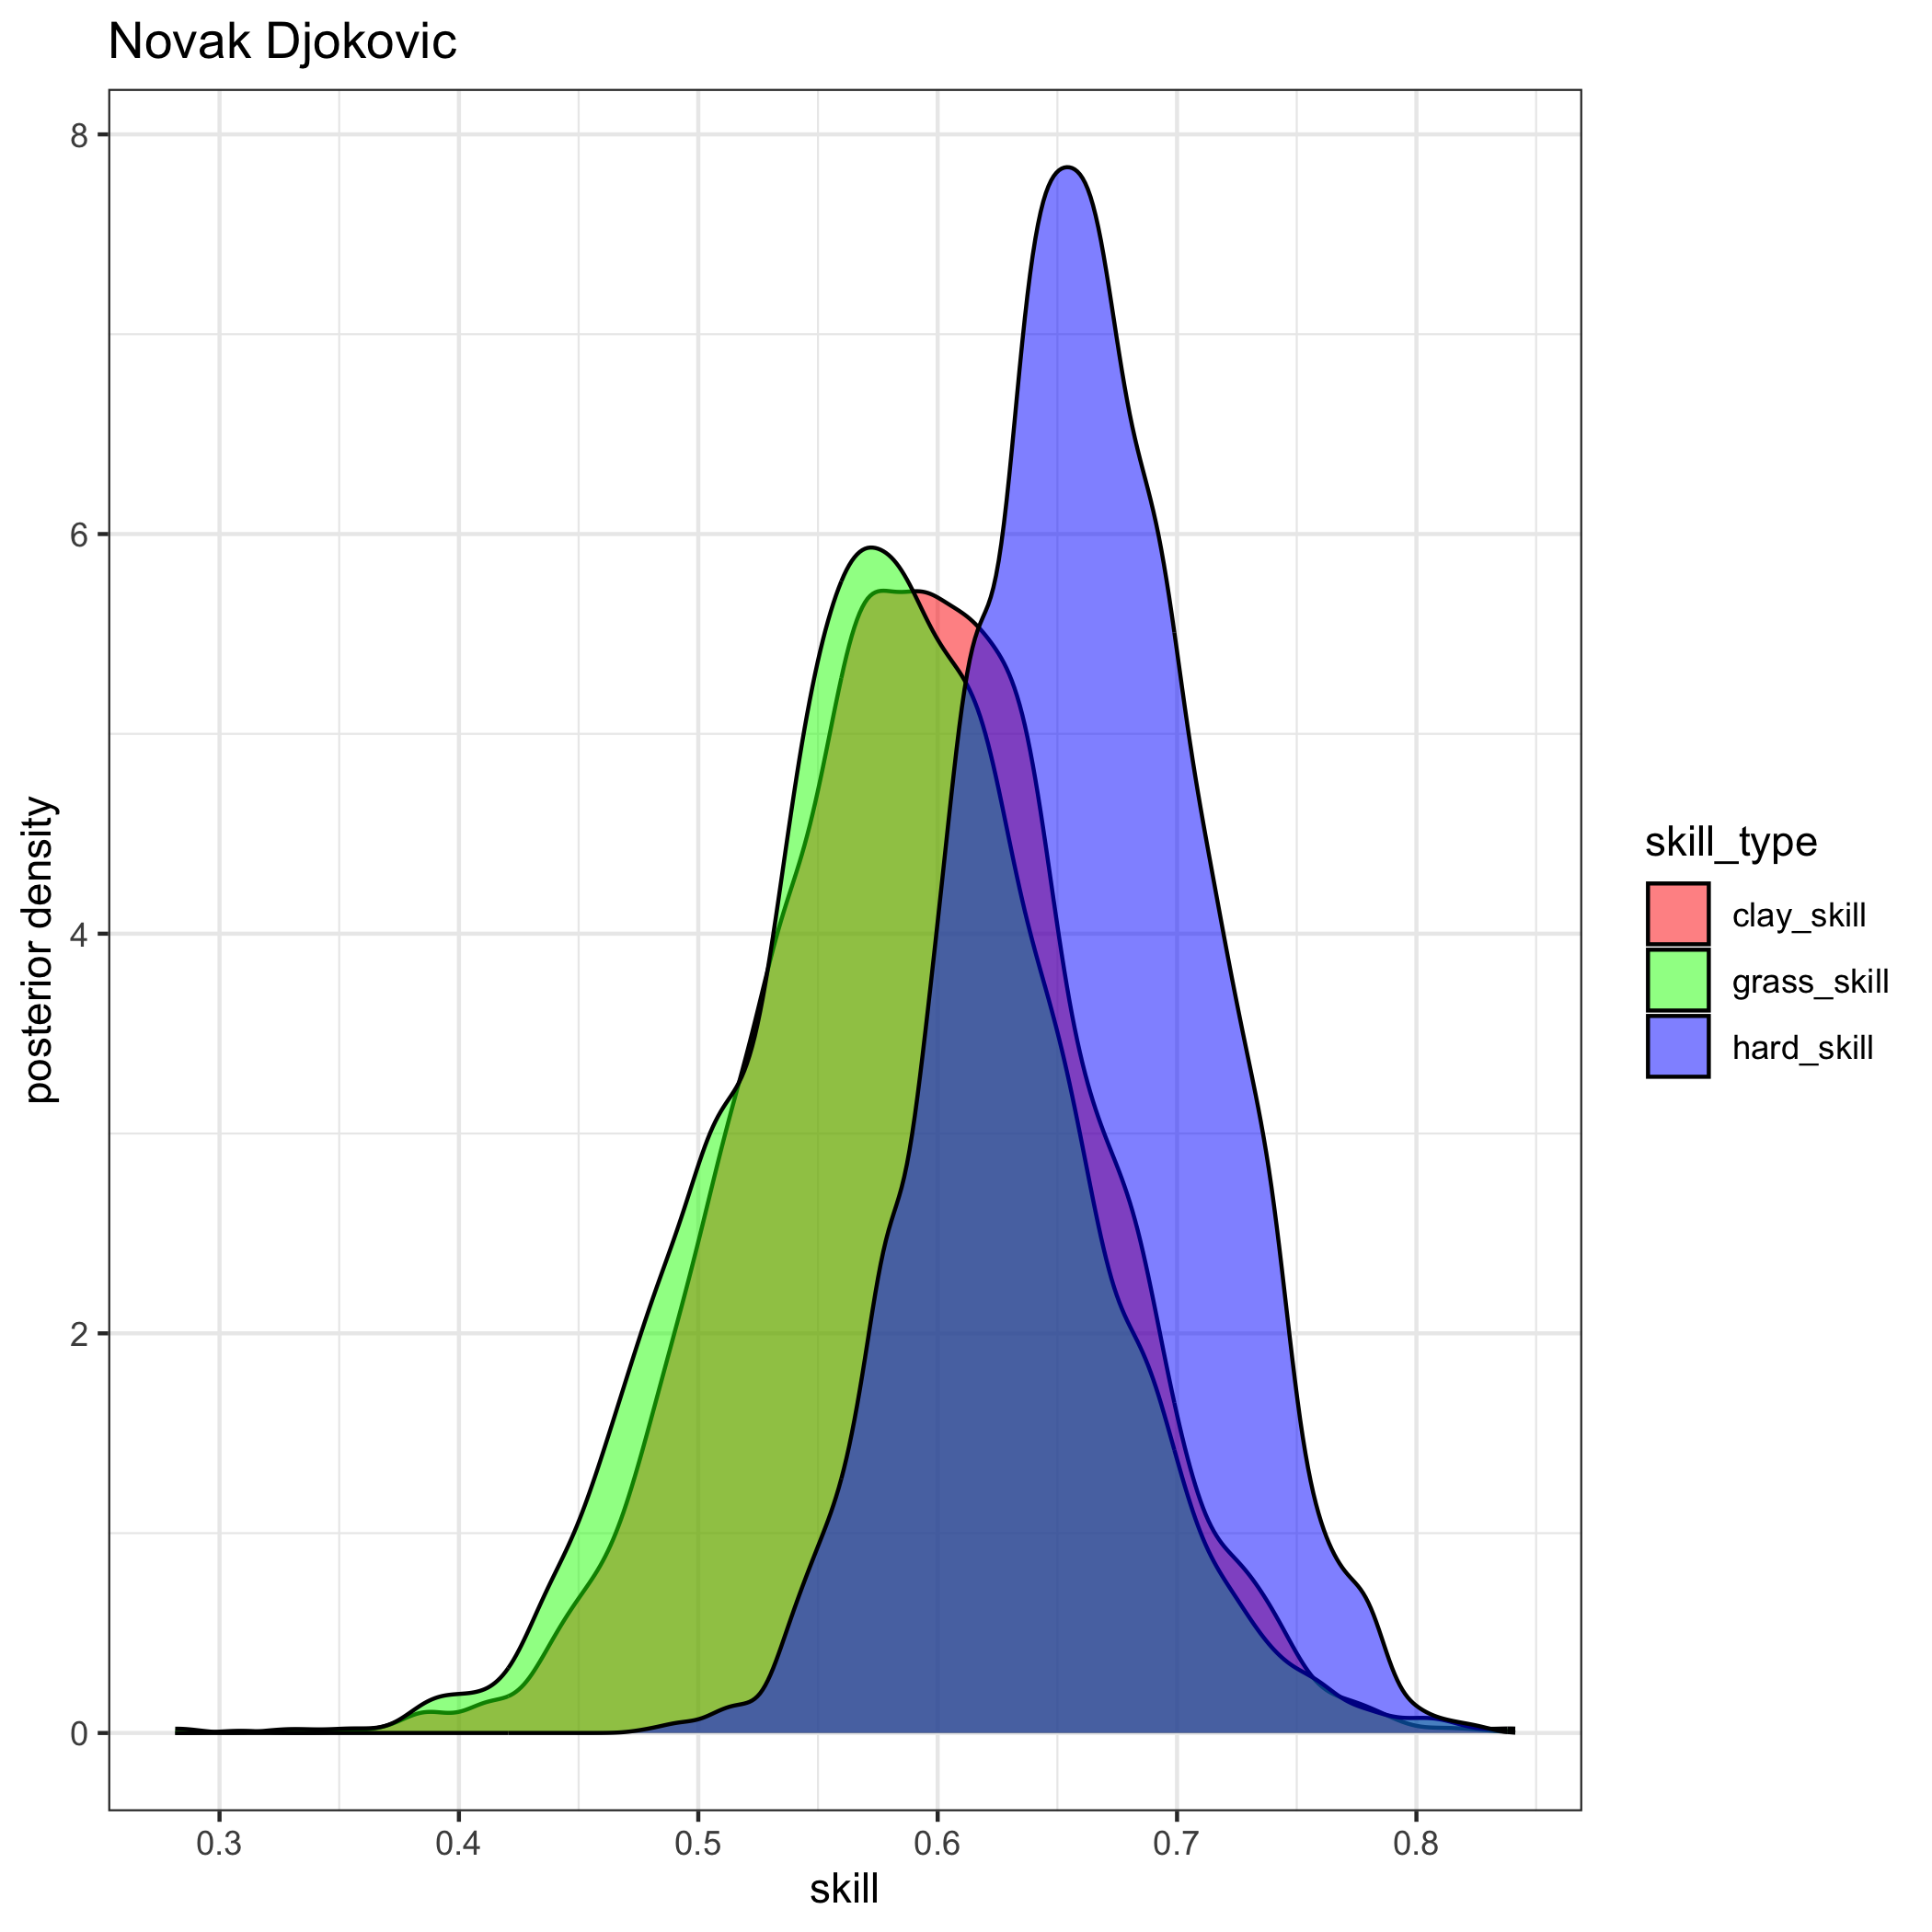 Novak Djokovic
8
6
4
2
0
posterior density
0.3 0.4 0.5 0.6 0.7 0.8
skill
skill_type
clay_skill
grass_skill
hard_skill